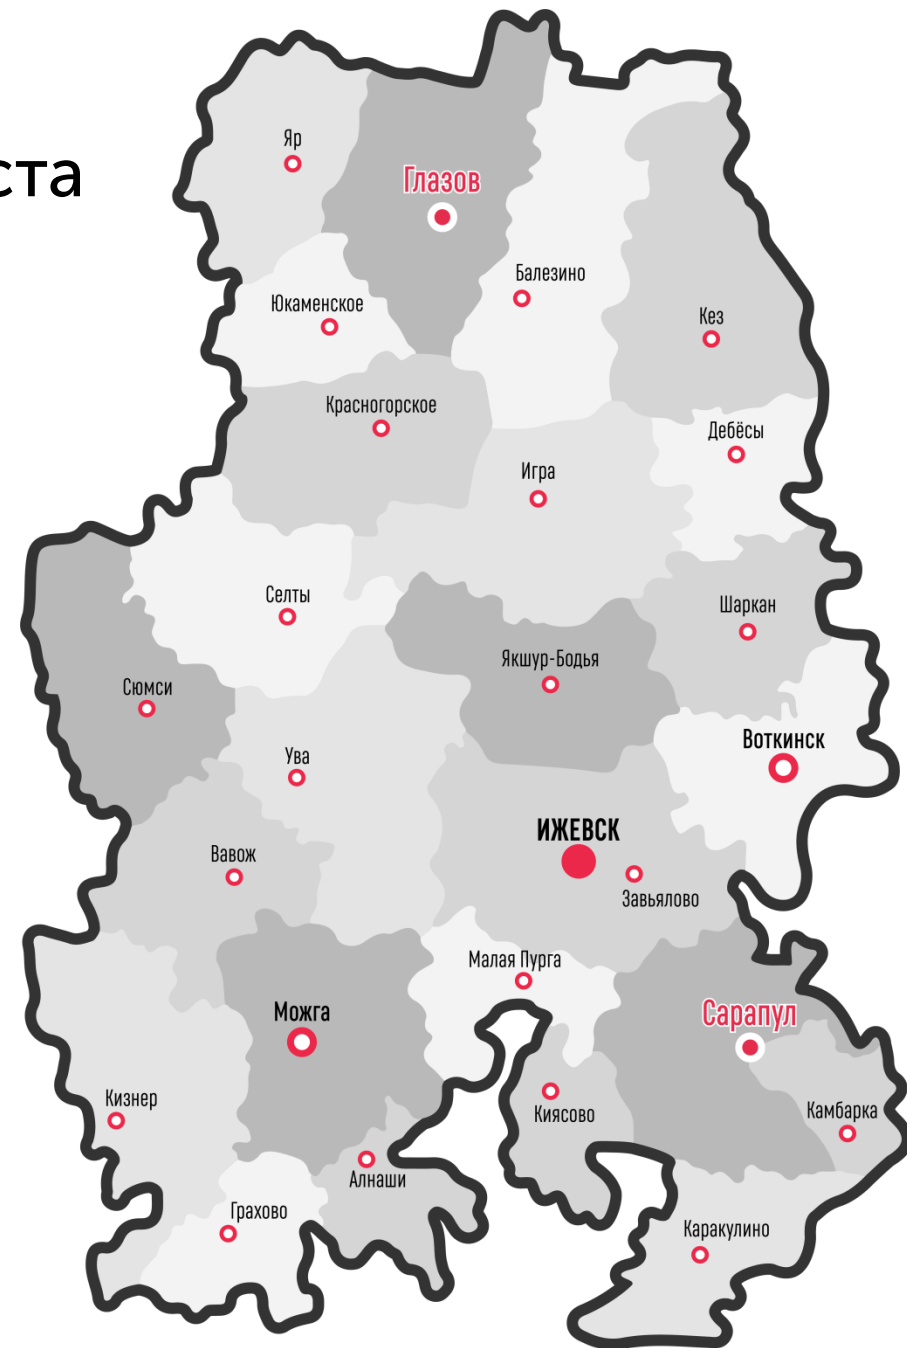 Яр
ста
Глазов
Балезино
Юкаменское
Кез
Красногорское
Дебёсы
Игра
Селты
Шаркан
Якшур-Бодья
Сюмси
Воткинск
Ува
ИЖЕВСК
Вавож
Завьялово
Малая Пурга
Можга
Сарапул
Кизнер
Киясово
Камбарка
Алнаши
Грахово
Каракулино